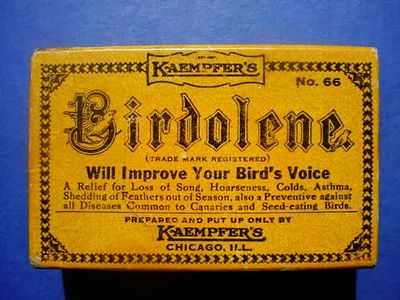 KAEMPFER'S
No. 66
Birdolene.
(TRADE MARK REGISTERED)
Will Improve Your Bird's Voice
A Relief for Loss of Song, Hoarseness, Colds, Asthma,
Shedding of Feathers out of Season, also a Preventive against
all Diseases Common to Canaries and Seed-eating Birds.
PREPARED AND PUT UP ONLY BY
KAEMPFER'S
CHICAGO, ILL.